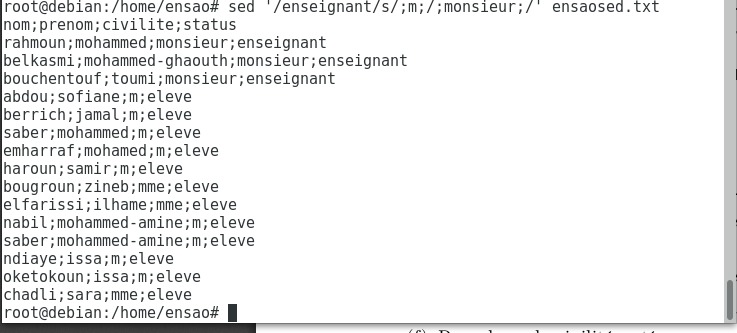 root@debian:/home/ensao# sed '/enseignant/s/;m;/;monsieur;/' ensaosed.txt
nom;prenom;civilite;status
rahmoun;mohammed;monsieur;enseignant
belkasmi;mohammed-ghaouth;monsieur;enseignant
bouchentouf;toumi;monsieur;enseignant
abdou;sofiane;m;eleve
berrich;jamal;m;eleve
saber;mohammed;m;eleve
emharraf;mohamed;m;eleve
haroun;samir;m;eleve
bougroun;zineb;mme;eleve
elfarissi;ilhame;mme;eleve
nabil;mohammed-amine;m;eleve
saber;mohammed-amine;m;eleve
ndiaye;issa;m;eleve
oketokoun;issa;m;eleve
chadli;sara;mme;eleve
root@debian:/home/ensao#